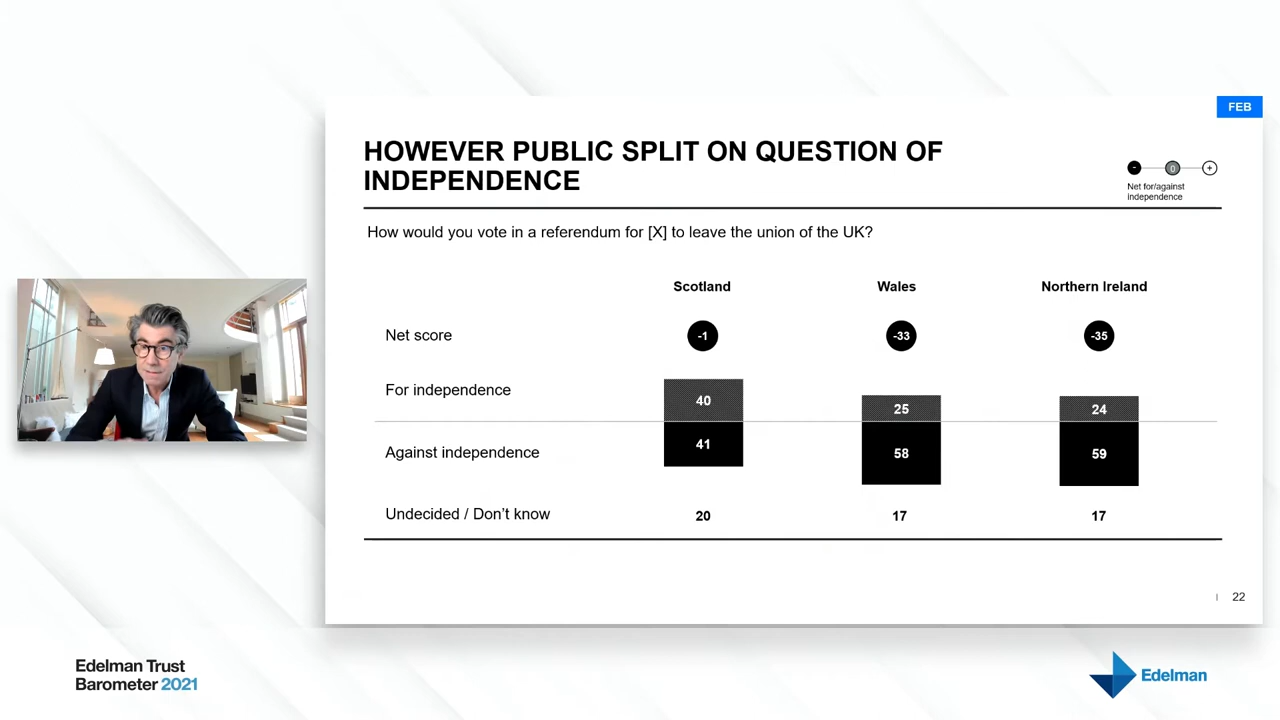 FEB
HOWEVER PUBLIC SPLIT ON QUESTION OF
INDEPENDENCE
- 0 +
Net for/against
independence
How would you vote in a referendum for [X] to leave the union of the UK?
Scotland Wales Northern Ireland
Net score -1 -33 -35
For independence 40 25 24
Against independence 41 58 59
Undecided / Don’t know 20 17 17
22
Edelman Trust
Barometer 2021
Edelman